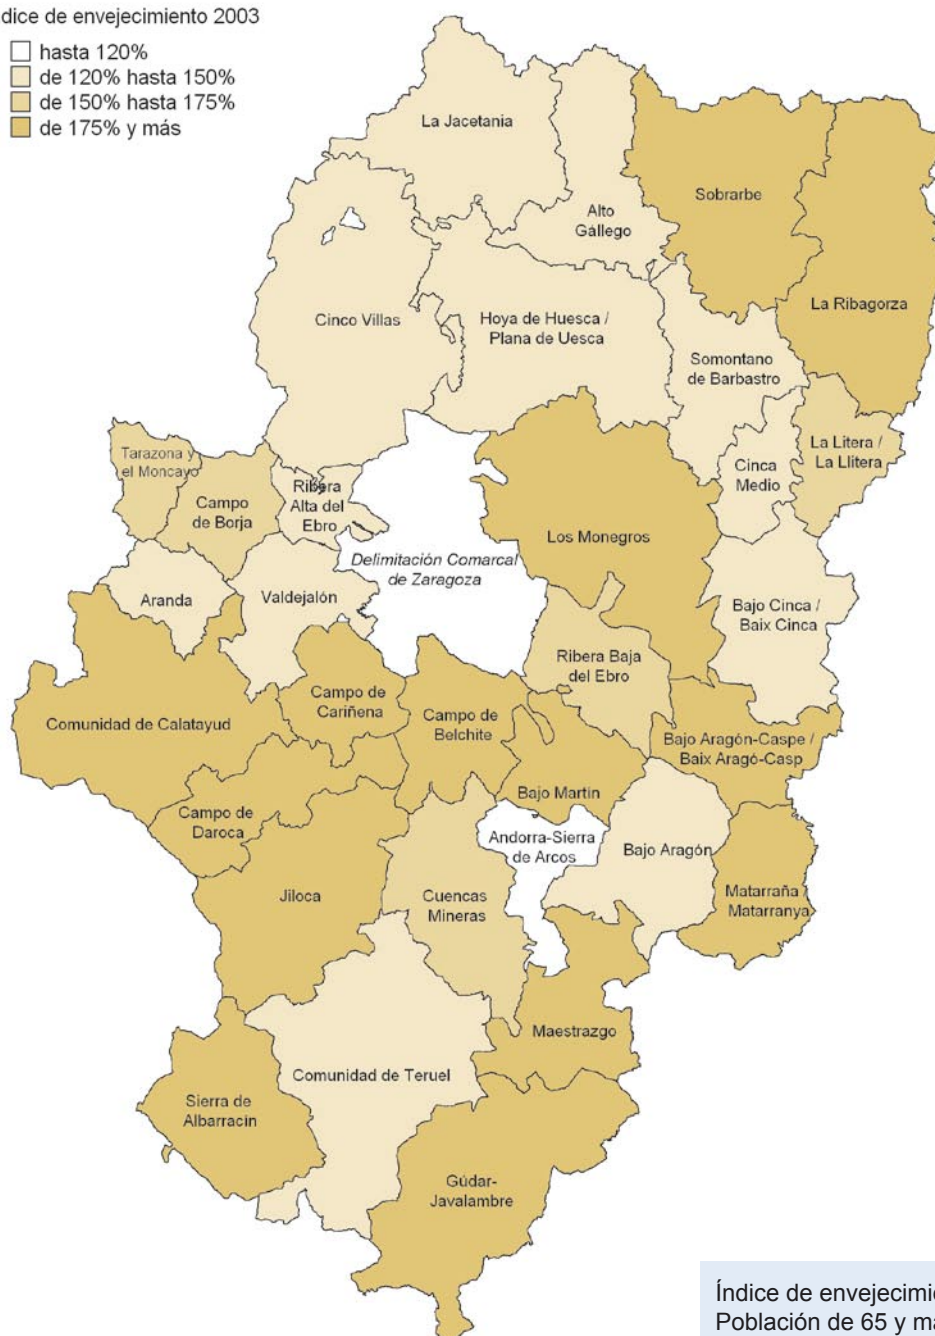 dice de envejecimiento 2003
hasta 120%
de 120% hasta 150%
de 150% hasta 175%
de 175% y más
La Jacetania
Alto
Gállego
Sobrarbe
La Ribagorza
Cinco Villas
Hoya de Huesca /
Plana de Uesca
Somontano
de Barbastro
Tarazona y
el Moncayo
Campo
de Borja
Ribera
Alta del
Ebro
Cinca
Medio
La Litera /
La Llitera
Delimitación Comarcal
de Zaragoza
Los Monegros
Aranda
Valdejalón
Bajo Cinca /
Baix Cinca
Ribera Baja
del Ebro
Comunidad de Calatayud
Campo de
Cariñena
Campo de
Belchite
Bajo Aragón-Caspe /
Baix Aragó-Casp
Bajo Martín
Campo de
Daroca
Andorra-Sierra
de Arcos
Bajo Aragón
Jiloca
Cuencas
Mineras
Matarraña /
Matarranya
Maestrazgo
Comunidad de Teruel
Sierra de
Albarracín
Gúdar-
Javalambre
Índice de envejecimie
Población de 65 y má